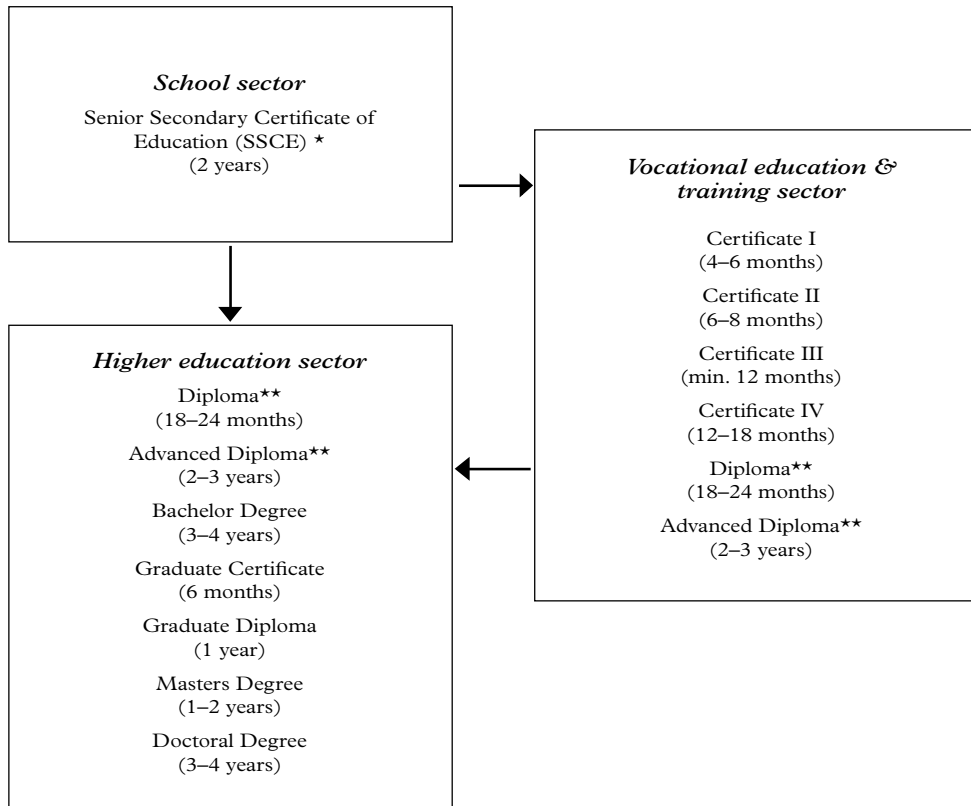 School sector
Senior Secondary Certificate of
Education (SSCE) ★
(2 years)
Vocational education &
training sector
Certificate I
(4–6 months)
Certificate II
(6–8 months)
Certificate III
(min. 12 months)
Certificate IV
(12–18 months)
Diploma★★
(18–24 months)
Advanced Diploma★★
(2–3 years)
Higher education sector
Diploma★★
(18–24 months)
Advanced Diploma★★
(2–3 years)
Bachelor Degree
(3–4 years)
Graduate Certificate
(6 months)
Graduate Diploma
(1 year)
Masters Degree
(1–2 years)
Doctoral Degree
(3–4 years)